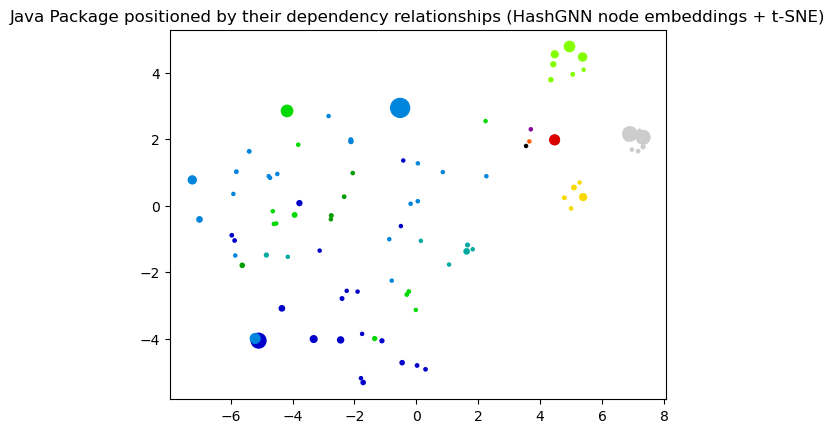 Java Package positioned by their dependency relationships (HashGNN node embeddings + t-SNE)
4
2
0
−2
−4
−6 −4 −2 0 2 4 6 8